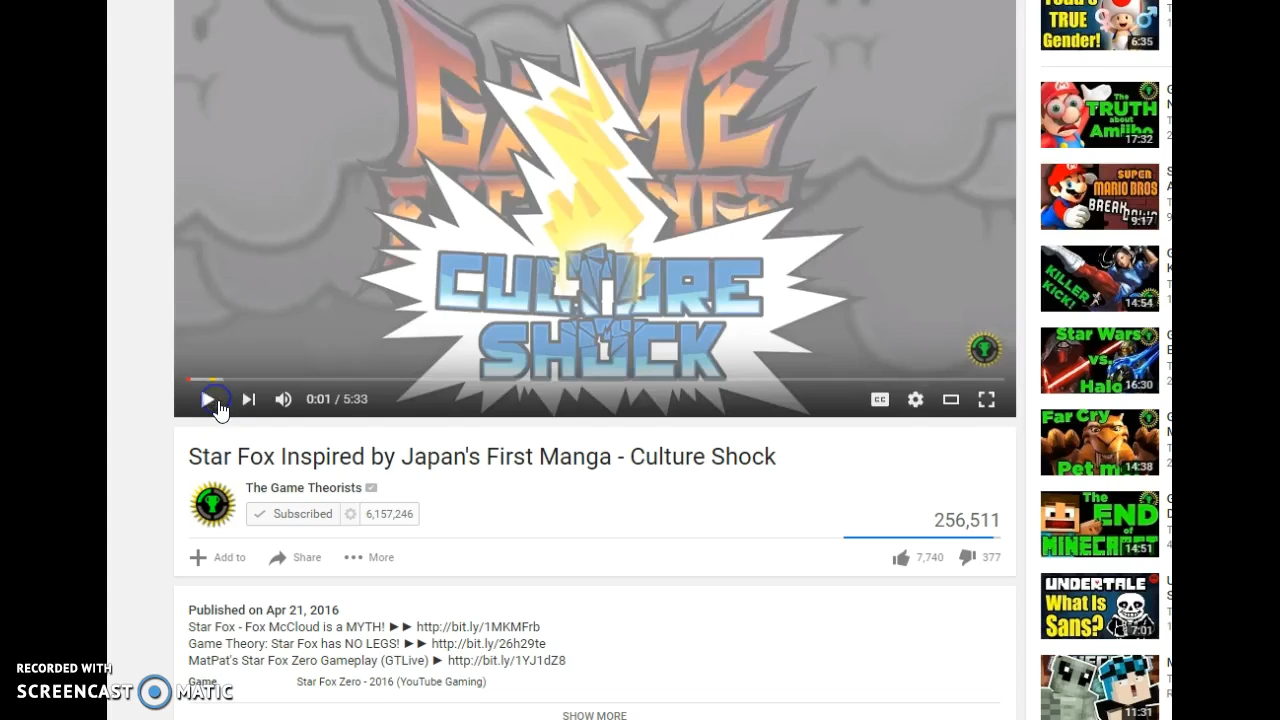 GAME
CULTURE
SHOCK
0:01 / 5:33
CC
Star Fox Inspired by Japan's First Manga - Culture Shock
The Game Theorists
Subscribed 6,157,246
256,511
Add to Share More 7,740 377
Published on Apr 21, 2016
Star Fox - Fox McCloud is a MYTH! ►► http://bit.ly/1MKMFrb
Game Theory: Star Fox has NO LEGS! ►► http://bit.ly/26h29te
MatPat's Star Fox Zero Gameplay (GTLive) ► http://bit.ly/1YJ1dZ8
Game Star Fox Zero - 2016 (YouTube Gaming)
SHOW MORE
TRUE
Gender!
6:35
The
TRUTH
about
Amiibo
17:32
SUPER
MARIO BROS
BREAKDOWN
9:17
KILLER
KICK!
14:54
Star Wars
vs.
Halo
16:30
Far Cry
Pet m
14:38
The
END
of
MINECRAFT
14:51
UNDERTALE
What Is
Sans?
11:31
RECORDED WITH
SCREENCAST MATIC